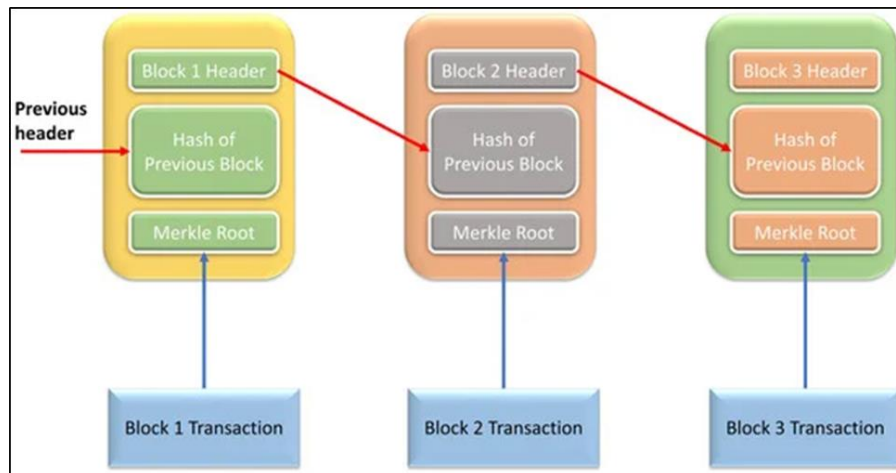 Block 1 Header
Block 2 Header
Block 3 Header
Previous
header
Hash of
Previous Block
Hash of
Previous Block
Hash of
Previous Block
Merkle Root
Merkle Root
Merkle Root
Block 1 Transaction
Block 2 Transaction
Block 3 Transaction